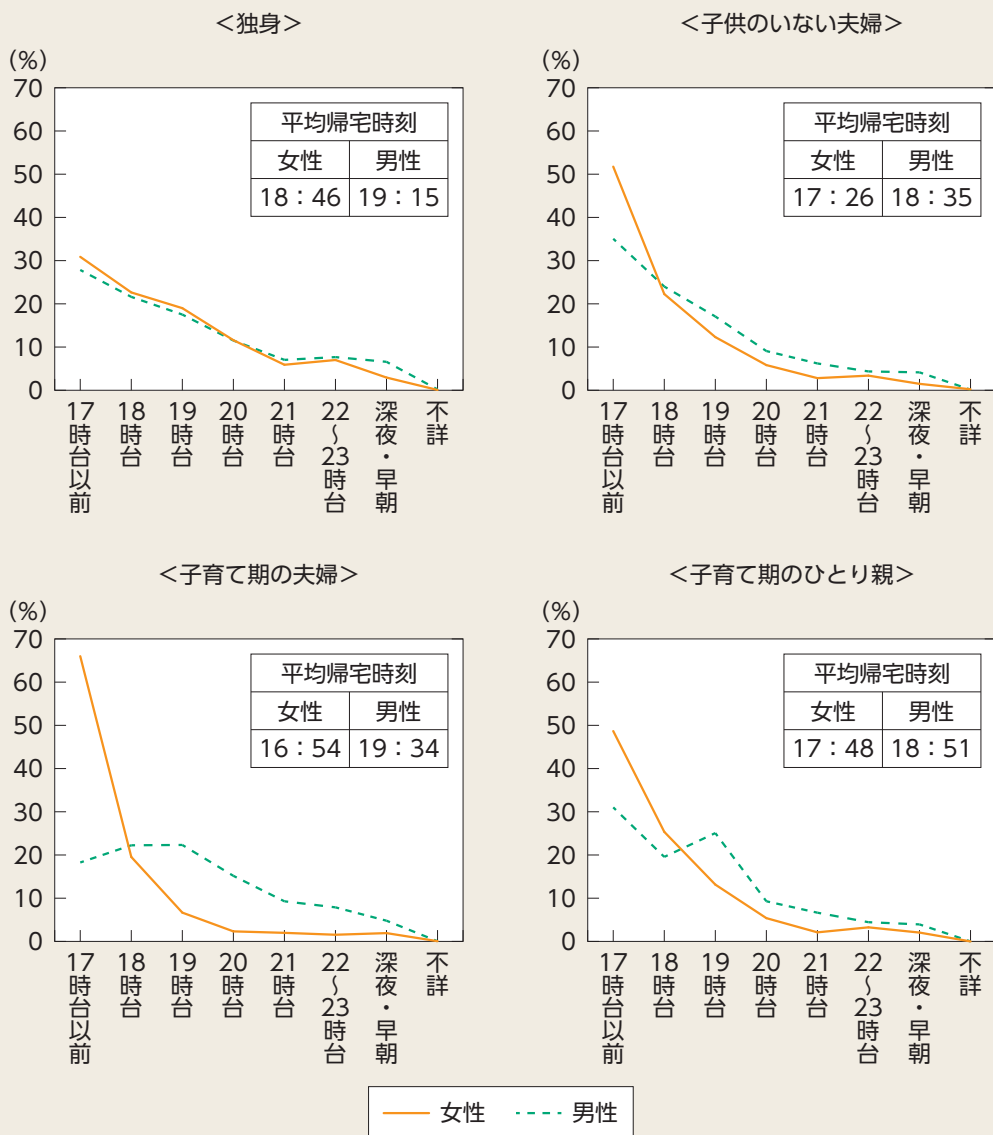 <独身>
(%)
70
60
50
40
30
20
10
0
平均帰宅時刻
女性 男性
18:46 19:15
17時台以前
18時台
19時台
20時台
21時台
22〜23時台
深夜・早朝
不詳
<子供のいない夫婦>
(%)
70
60
50
40
30
20
10
0
平均帰宅時刻
女性 男性
17:26 18:35
17時台以前
18時台
19時台
20時台
21時台
22〜23時台
深夜・早朝
不詳
<子育て期の夫婦>
(%)
70
60
50
40
30
20
10
0
平均帰宅時刻
女性 男性
16:54 19:34
17時台以前
18時台
19時台
20時台
21時台
22〜23時台
深夜・早朝
不詳
<子育て期のひとり親>
(%)
70
60
50
40
30
20
10
0
平均帰宅時刻
女性 男性
17:48 18:51
17時台以前
18時台
19時台
20時台
21時台
22〜23時台
深夜・早朝
不詳
女性 男性